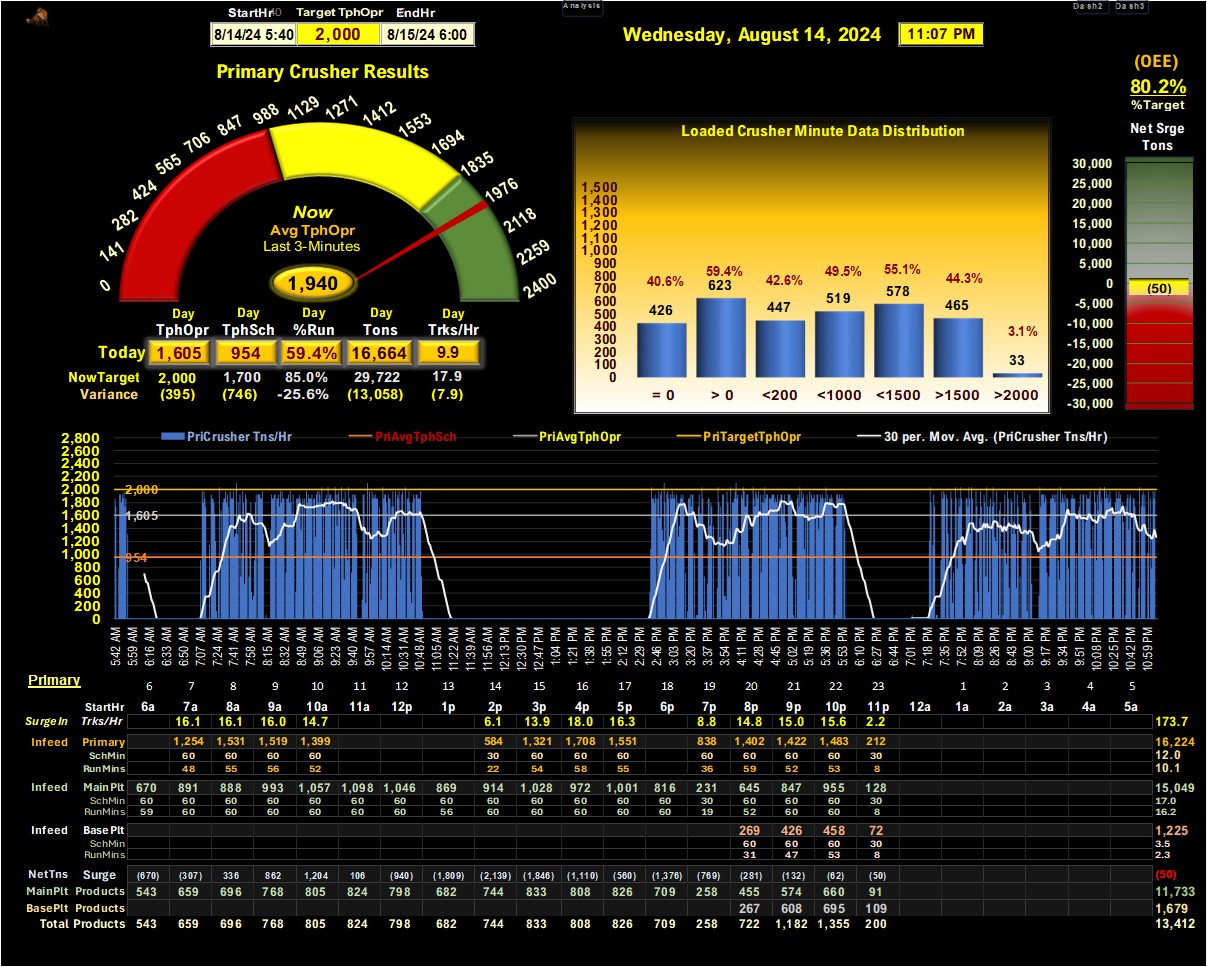 Analysis Dash2 Dash3
StartHr Target TphOpr EndHr
8/14/24 5:40 2,000 8/15/24 6:00
Wednesday, August 14, 2024 11:07 PM
(OEE)
80.2%
%Target
Net Srge
Tons
30,000
25,000
20,000
15,000
10,000
5,000
0
(50)
-5,000
-10,000
-15,000
-20,000
-25,000
-30,000
Primary Crusher Results
0 141 282 424 565 706 847 988 1129 1271 1412 1553 1694 1835 1976 2118 2259 2400
Now
Avg TphOpr
Last 3-Minutes
1,940
Day Day Day Day Day
TphOpr TphSch %Run Tons Trks/Hr
Today 1,605 954 59.4% 16,664 9.9
NowTarget 2,000 1,700 85.0% 29,722 17.9
Variance (395) (746) -25.6% (13,058) (7.9)
Loaded Crusher Minute Data Distribution
1,500
1,400
1,300
1,200
1,100
1,000
900
800
700
600
500
400
300
200
100
0
40.6% 59.4% 42.6% 49.5% 55.1% 44.3% 3.1%
426 623 447 519 578 465 33
= 0 > 0 <200 <1000 <1500 >1500 >2000
PriCrusher Tns/Hr PriAvgTphSch PriAvgTphOpr PriTargetTphOpr 30 per. Mov. Avg. (PriCrusher Tns/Hr)
2,800
2,600
2,400
2,200
2,000
1,800
1,600
1,400
1,200
1,000
800
600
400
200
0
2,000
1,605
954
5:42 AM 5:59 AM 6:16 AM 6:33 AM 6:50 AM 7:07 AM 7:24 AM 7:41 AM 7:58 AM 8:15 AM 8:32 AM 8:49 AM 9:06 AM 9:23 AM 9:40 AM 9:57 AM 10:14 AM 10:31 AM 10:48 AM 11:05 AM 11:22 AM 11:39 AM 11:56 AM 12:13 PM 12:30 PM 12:47 PM 1:04 PM 1:21 PM 1:38 PM 1:55 PM 2:12 PM 2:29 PM 2:46 PM 3:03 PM 3:20 PM 3:37 PM 3:54 PM 4:11 PM 4:28 PM 4:45 PM 5:02 PM 5:19 PM 5:36 PM 5:53 PM 6:10 PM 6:27 PM 6:44 PM 7:01 PM 7:18 PM 7:35 PM 7:52 PM 8:09 PM 8:26 PM 8:43 PM 9:00 PM 9:17 PM 9:34 PM 9:51 PM 10:08 PM 10:25 PM 10:42 PM 10:59 PM
Primary 6 7 8 9 10 11 12 13 14 15 16 17 18 19 20 21 22 23 1 2 3 4 5
StartHr 6a 7a 8a 9a 10a 11a 12p 1p 2p 3p 4p 5p 6p 7p 8p 9p 10p 11p 12a 1a 2a 3a 4a 5a
SurgeIn Trks/Hr 16.1 16.1 16.0 14.7 6.1 13.9 18.0 16.3 8.8 14.8 15.0 15.6 2.2 173.7
Infeed Primary 1,254 1,531 1,519 1,399 584 1,321 1,708 1,551 838 1,402 1,422 1,483 212 16,224
SchMin 60 60 60 60 30 60 60 60 60 60 60 60 30 12.0
RunMins 48 55 56 52 22 54 58 55 36 59 52 53 8 10.1
Infeed MainPlt 670 891 888 993 1,057 1,098 1,046 869 914 1,028 972 1,001 816 231 645 847 955 128 15,049
SchMin 60 60 60 60 60 60 60 60 60 60 60 60 60 30 60 60 60 30 17.0
RunMins 59 60 60 60 60 60 60 56 60 60 60 60 60 19 52 60 60 8 16.2
Infeed Base Plt 269 426 458 72 1,225
SchMin 60 60 60 30 3.5
RunMins 31 47 53 8 2.3
NetTns Surge (670) (307) 336 862 1,204 106 (940) (1,809) (2,139) (1,846) (1,110) (560) (1,376) (769) (281) (132) (62) (50) (50)
MainPlt Products 543 659 696 768 805 824 798 682 744 833 808 826 709 258 455 574 660 91 11,733
BasePlt Products 267 608 695 109 1,679
Total Products 543 659 696 768 805 824 798 682 744 833 808 826 709 258 722 1,182 1,355 200 13,412